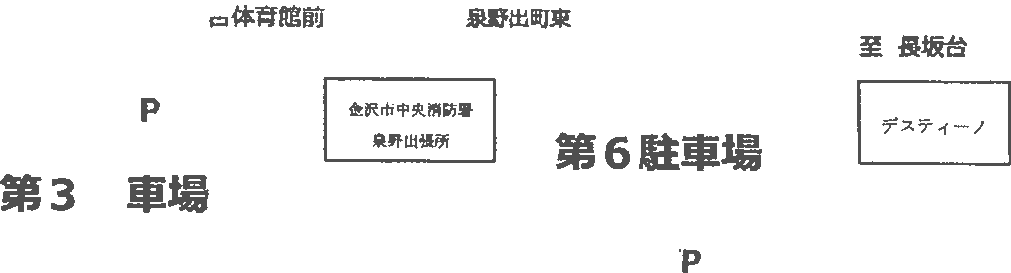 体育館前
泉野出町東
至 長坂台
P
金沢市中央消防署
泉野出張所
デスティーノ
第6駐車場
第3 車場
P